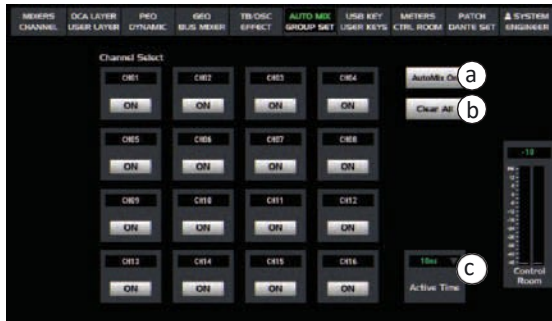 MIXERS DCA LAYER PEQ GEQ TB/OSC AUTO MIX USB KEY METERS PATCH SYSTEM
CHANNEL USER LAYER DYNAMIC BUS MIXER EFFECT GROUP SET USER KEYS CTRL. ROOM DANTE SET ENGINEER
Channel Select
CH01 CH02 CH03 CH04 AutoMix On a
ON ON ON ON Clear All b
CH05 CH06 CH07 CH08
-10
ON ON ON ON
CH09 CH10 CH11 CH12
ON ON ON ON
CH13 CH14 CH15 CH16 10ms c
Control
ON ON ON ON Active Time Room